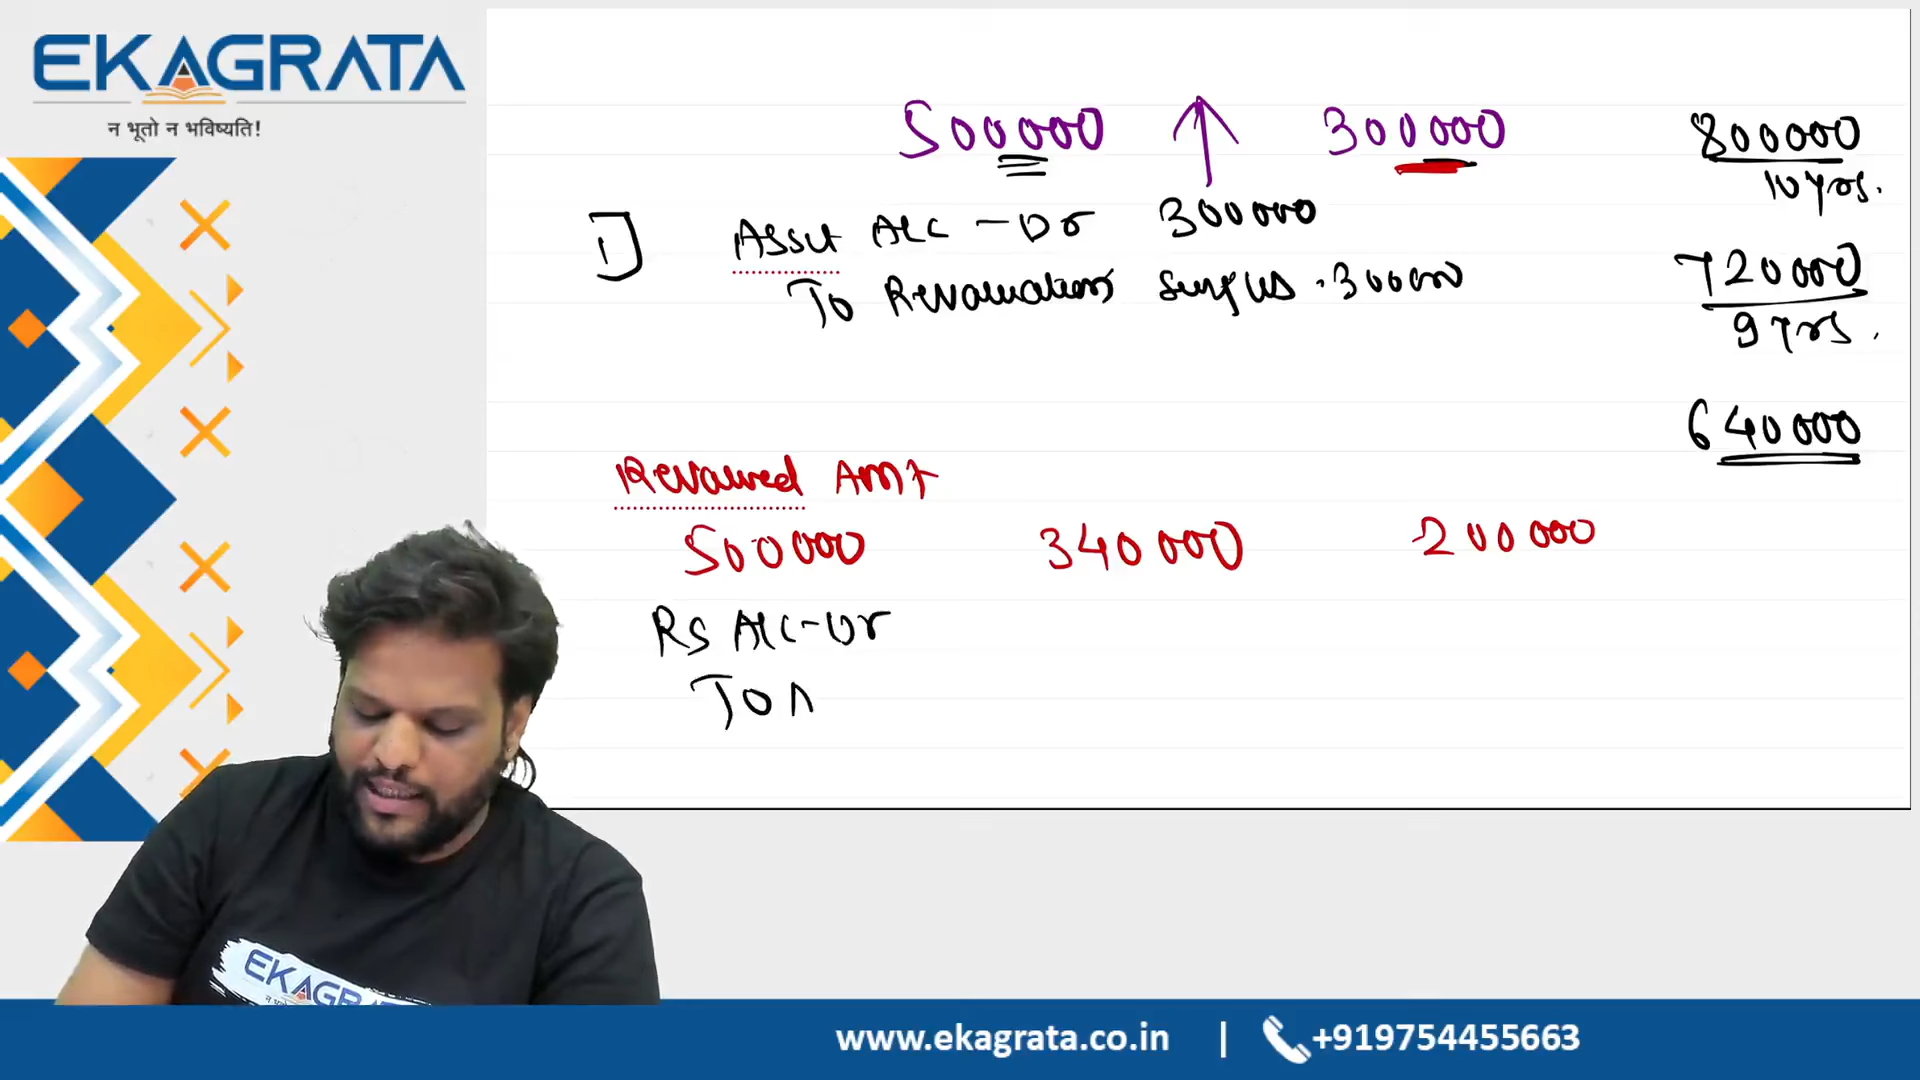 EKAGRATA
न भूतो न भविष्यति!
500000 300000
1] Asset A/c - Dr 300000
To Revaluation Surplus 300000
800000
10 yrs.
720000
9 yrs.
640000
Revalued Amt
500000 340000 200000
RS A/c - Dr
To
EKAGRATA
www.ekagrata.co.in | +919754455663